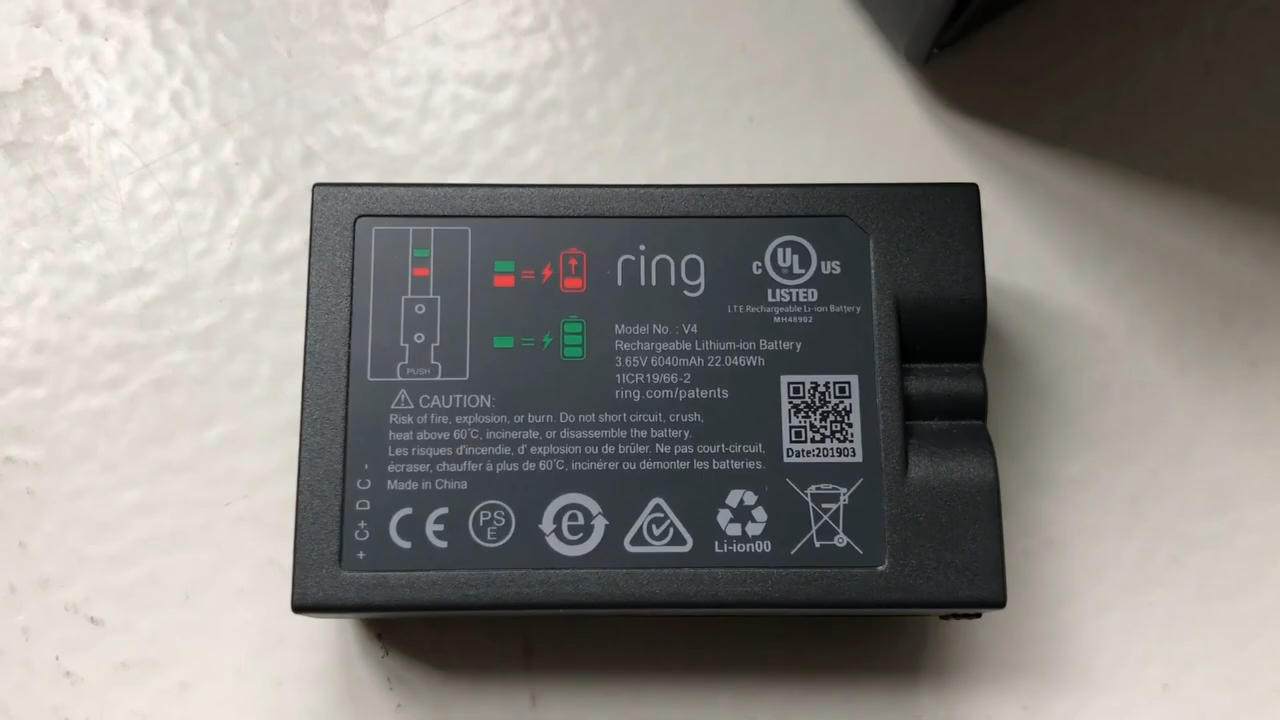 ring
C UL US
LISTED
I.T.E Rechargeable Li-ion Battery
MH48902
Model No. : V4
Rechargeable Lithium-ion Battery
3.65V 6040mAh 22.046Wh
1ICR19/66-2
ring.com/patents
PUSH
CAUTION:
Risk of fire, explosion, or burn. Do not short circuit, crush,
heat above 60℃, incinerate, or disassemble the battery.
Les risques d'incendie, d' explosion ou de brûler. Ne pas court-circuit,
écraser, chauffer à plus de 60℃, incinérer ou démonter les batteries.
Made in China
Date:201903
+ C+ D C -
CE
PS
E
e
Li-ion00